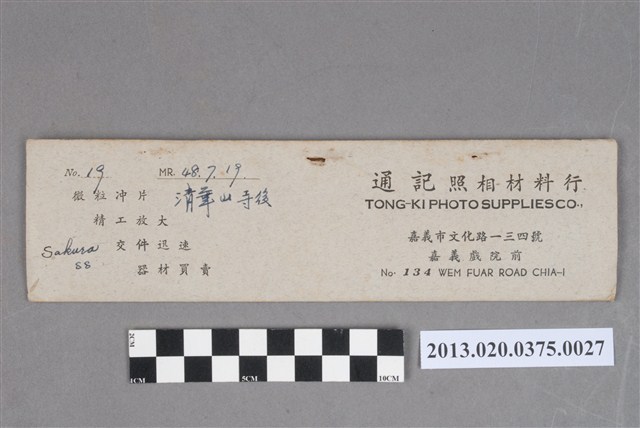 No. 19 MR. 48.7.19.
清華山寺後
微粒冲片
精工放大
交件迅速
器材買賣
Sakura
SS
通記照相材料行
TONG-KI PHOTO SUPPLIES CO.,
嘉義市文化路一三四號
嘉義戲院前
No. 134 WEM FUAR ROAD CHIA-I
2CM
1CM 5CM 10CM
2013.020.0375.0027